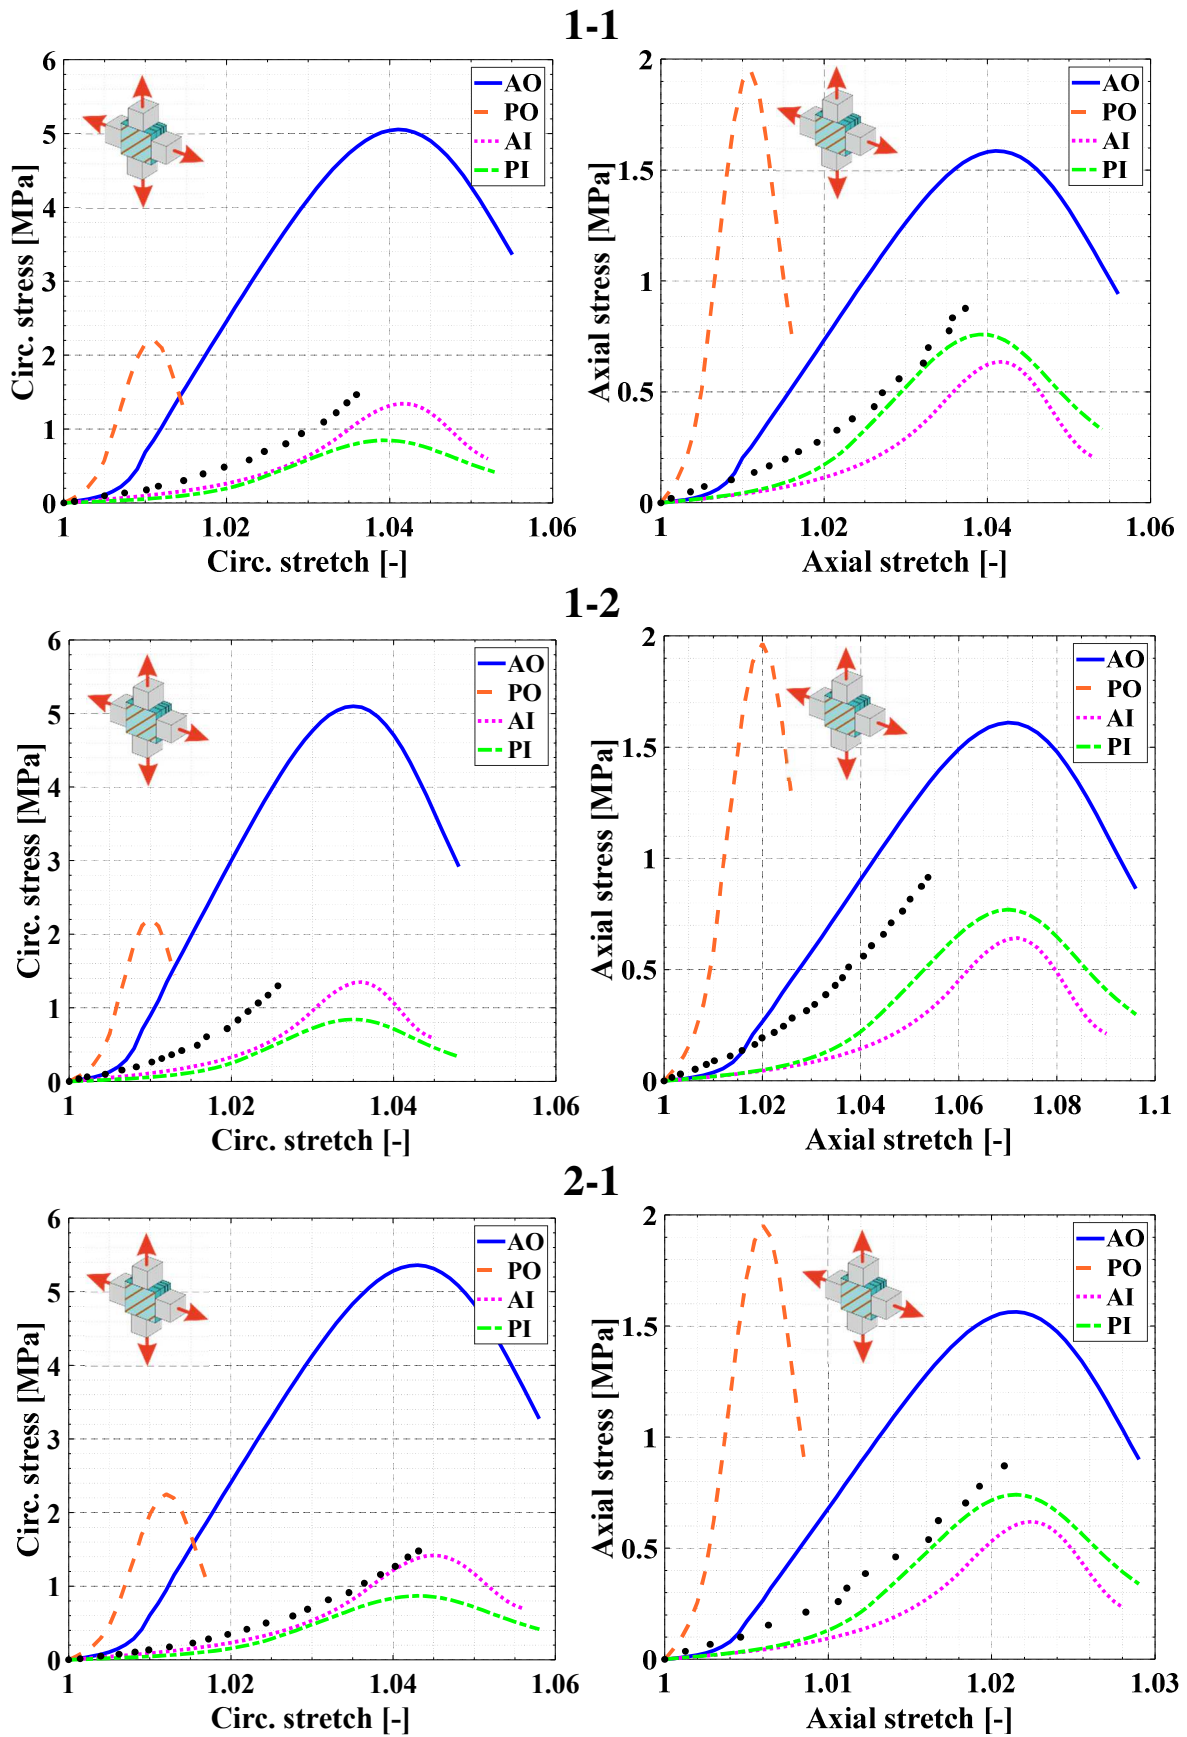 1-1
6
5
4
3
2
1
0
1 1.02 1.04 1.06
Circ. stress [MPa]
Circ. stretch [-]
AO
PO
AI
PI
2
1.5
1
0.5
0
1 1.02 1.04 1.06
Axial stress [MPa]
Axial stretch [-]
AO
PO
AI
PI
1-2
6
5
4
3
2
1
0
1 1.02 1.04 1.06
Circ. stress [MPa]
Circ. stretch [-]
AO
PO
AI
PI
2
1.5
1
0.5
0
1 1.02 1.04 1.06 1.08 1.1
Axial stress [MPa]
Axial stretch [-]
AO
PO
AI
PI
2-1
6
5
4
3
2
1
0
1 1.02 1.04 1.06
Circ. stress [MPa]
Circ. stretch [-]
AO
PO
AI
PI
2
1.5
1
0.5
0
1 1.01 1.02 1.03
Axial stress [MPa]
Axial stretch [-]
AO
PO
AI
PI